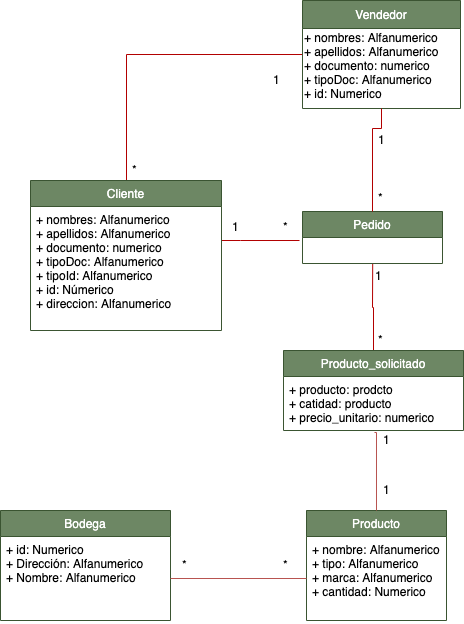 Vendedor
+ nombres: Alfanumerico
+ apellidos: Alfanumerico
+ documento: numerico
+ tipoDoc: Alfanumerico
+ id: Numerico
1
*
1
*
Cliente
+ nombres: Alfanumerico
+ apellidos: Alfanumerico
+ documento: numerico
+ tipoDoc: Alfanumerico
+ tipoId: Alfanumerico
+ id: Númerico
+ direccion: Alfanumerico
1
*
Pedido
1
*
Producto_solicitado
+ producto: prodcto
+ catidad: producto
+ precio_unitario: numerico
1
1
Bodega
+ id: Numerico
+ Dirección: Alfanumerico
+ Nombre: Alfanumerico
*
*
Producto
+ nombre: Alfanumerico
+ tipo: Alfanumerico
+ marca: Alfanumerico
+ cantidad: Numerico